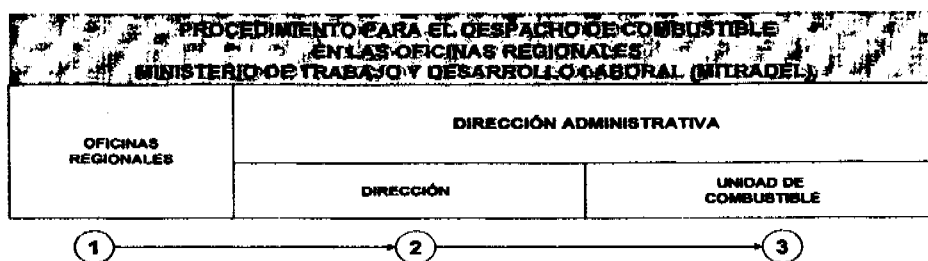 PROCEDIMIENTO PARA EL DESPACHO DE COMBUSTIBLE
EN LAS OFICINAS REGIONALES
MINISTERIO DE TRABAJO Y DESARROLLO LABORAL (MITRADEL)
OFICINAS
REGIONALES
DIRECCIÓN ADMINISTRATIVA
DIRECCIÓN
UNIDAD DE
COMBUSTIBLE
1
2
3